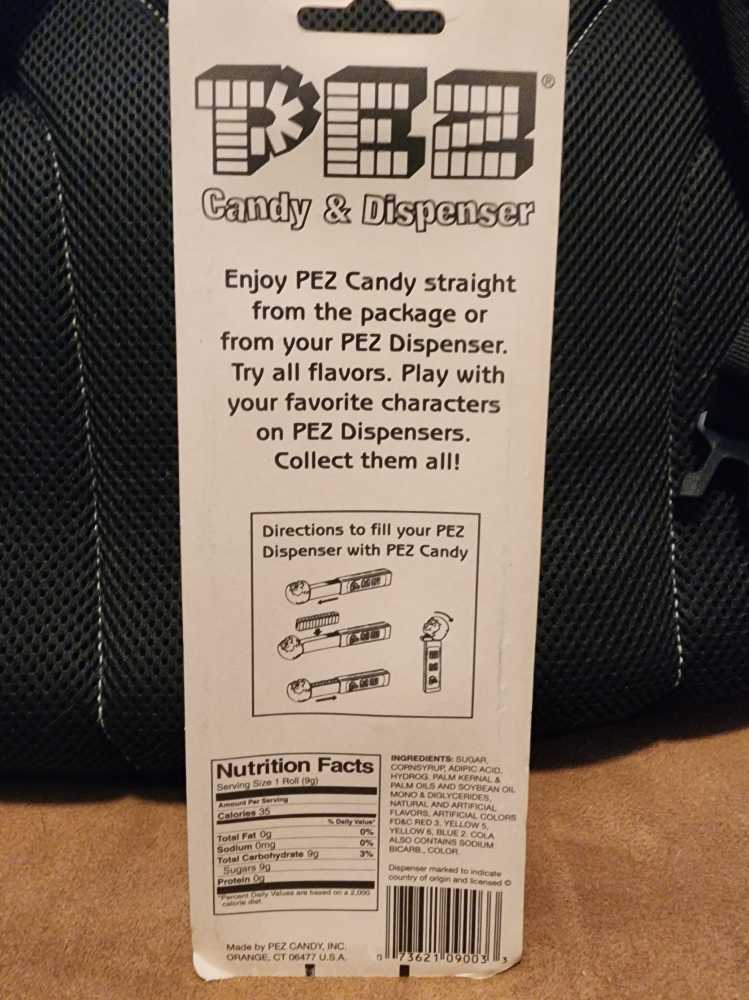 PEZ®
Candy & Dispenser
Enjoy PEZ Candy straight
from the package or
from your PEZ Dispenser.
Try all flavors. Play with
your favorite characters
on PEZ Dispensers.
Collect them all!
Directions to fill your PEZ
Dispenser with PEZ Candy
PEZ
PEZ
PEZ
PEZ
Nutrition Facts
Serving Size 1 Roll (9g)
Amount Per Serving
Calories 35
% Daily Value*
Total Fat 0g 0%
Sodium 0mg 0%
Total Carbohydrate 9g 3%
Sugars 9g
Protein 0g
*Percent Daily Values are based on a 2,000
calorie diet.
INGREDIENTS: SUGAR,
CORNSYRUP, ADIPIC ACID,
HYDROG. PALM KERNAL &
PALM OILS AND SOYBEAN OIL
MONO & DIGLYCERIDES,
NATURAL AND ARTIFICIAL
FLAVORS, ARTIFICIAL COLORS
FD&C RED 3, YELLOW 5,
YELLOW 6, BLUE 2. COLA
ALSO CONTAINS SODIUM
BICARB., COLOR.
Dispenser marked to indicate
country of origin and licensed ©
Made by PEZ CANDY, INC.
ORANGE, CT 06477 U.S.A.
0 73621 09003 3